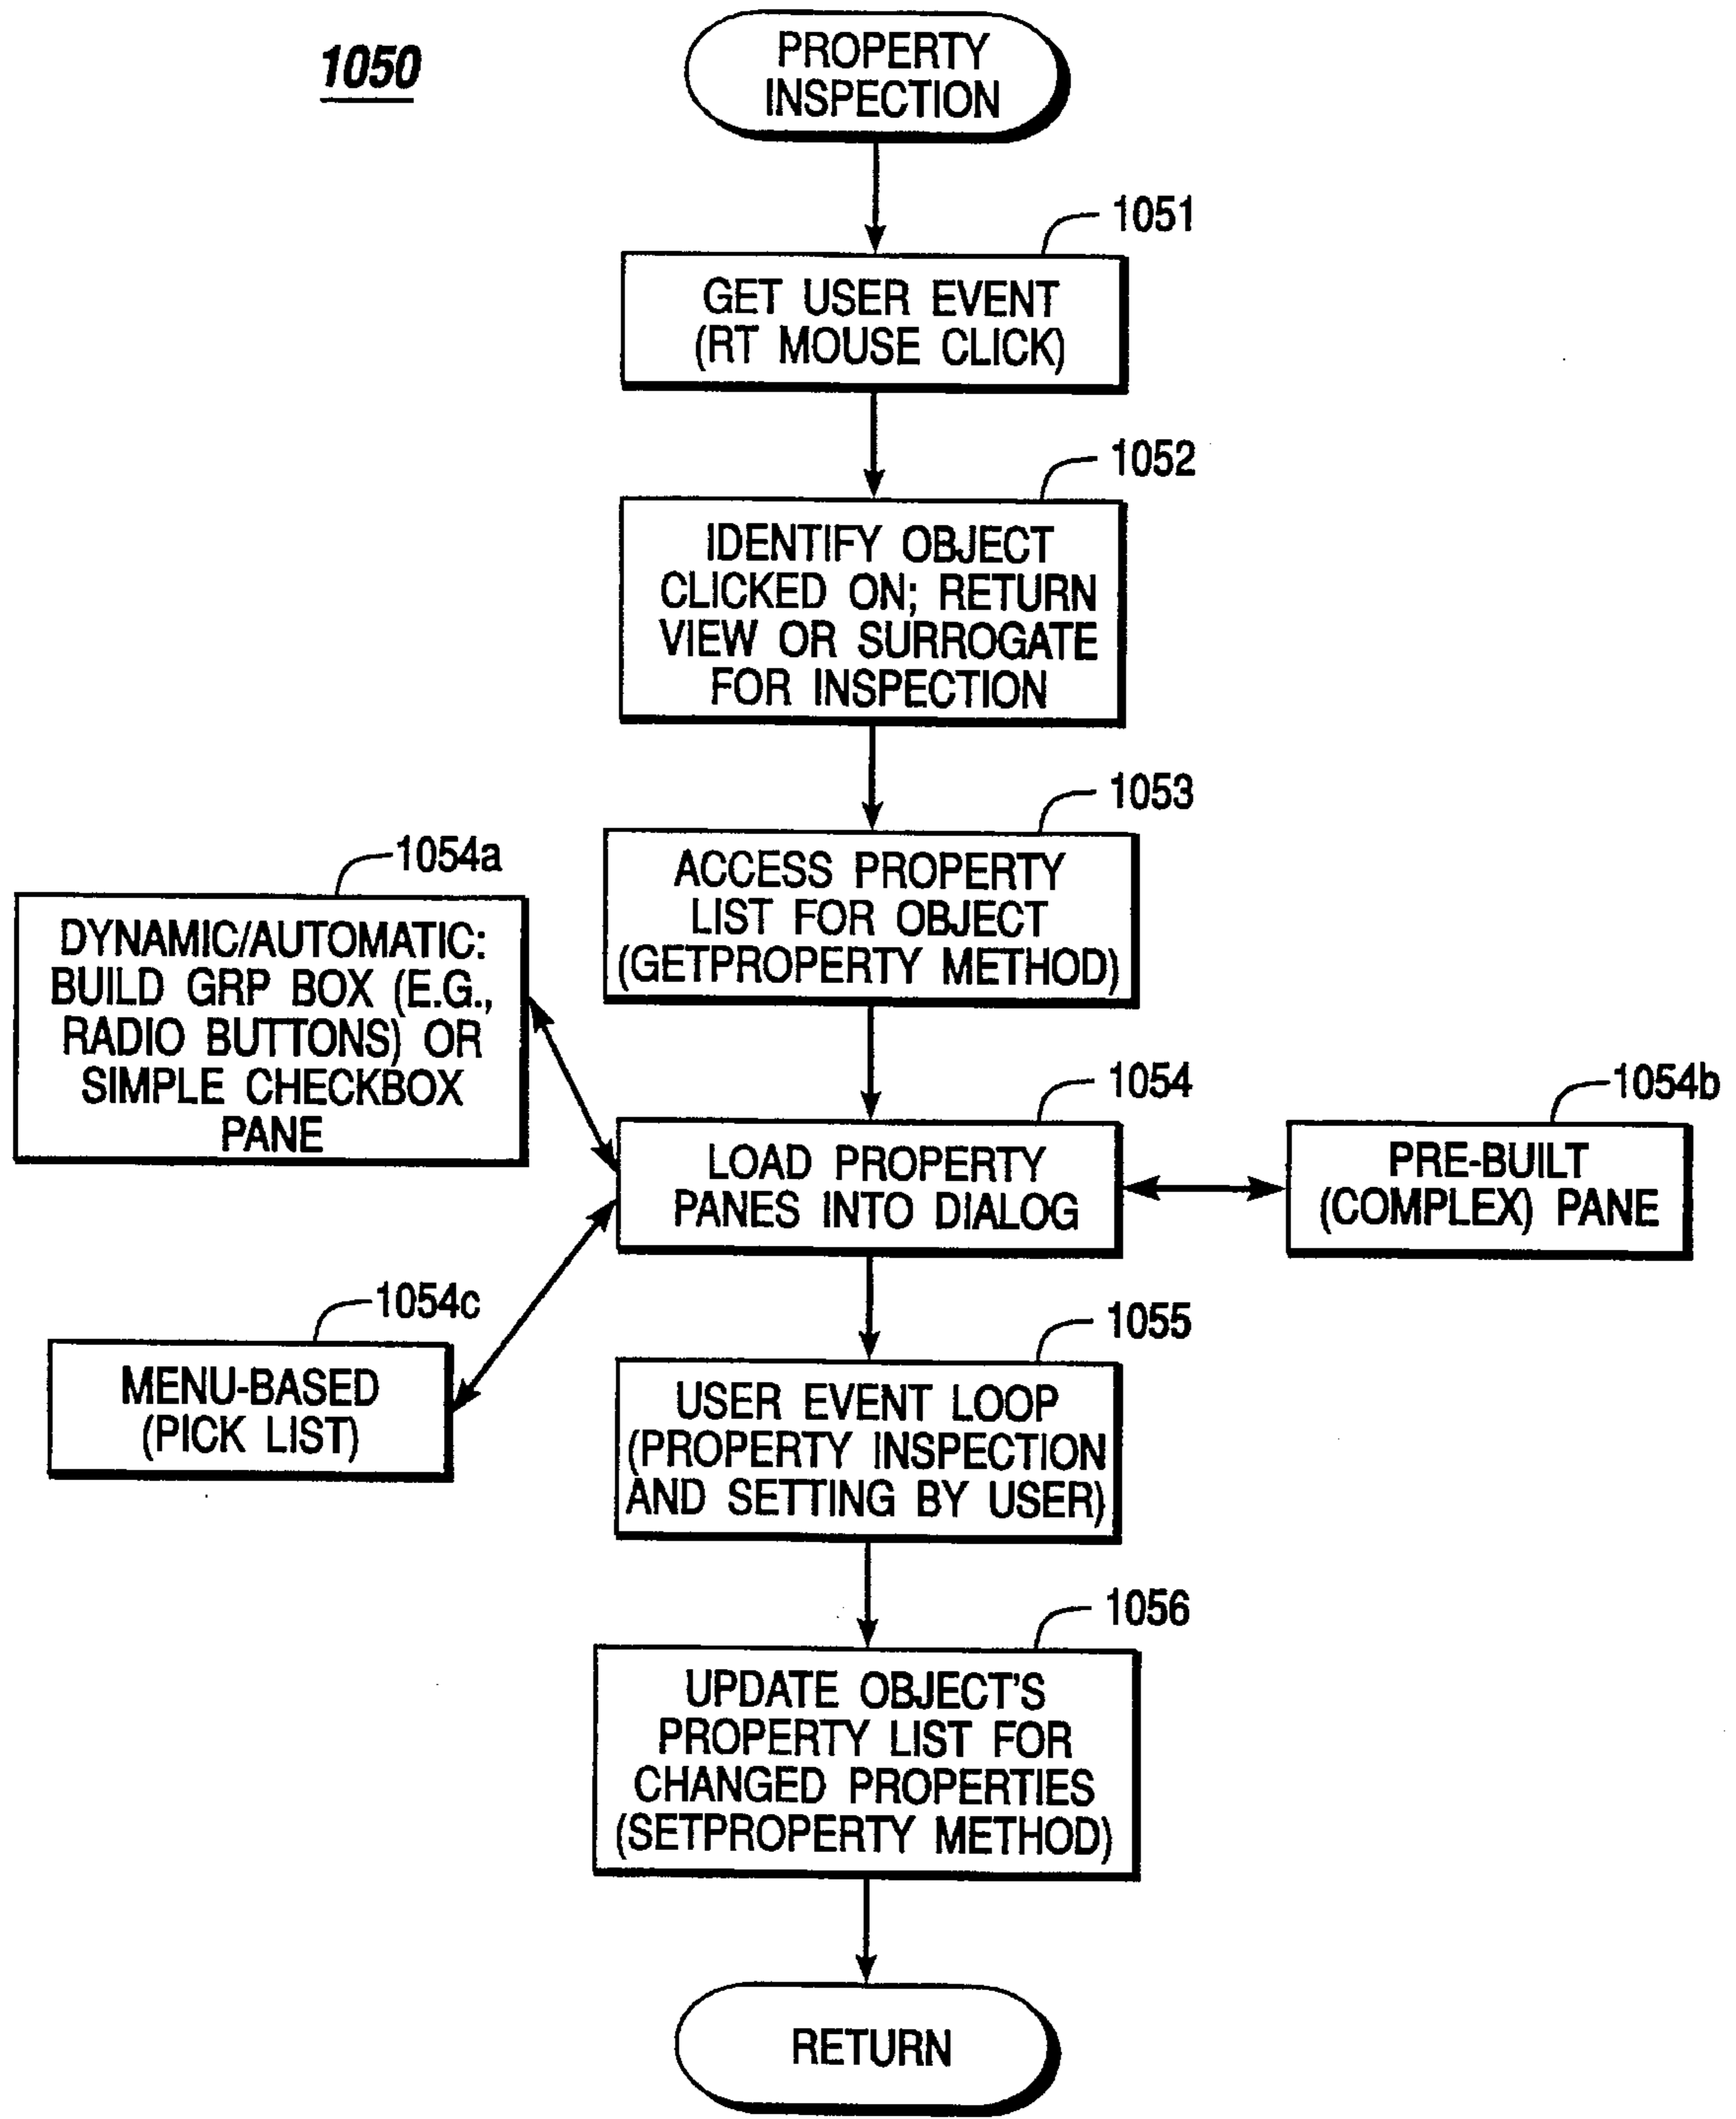 1050
PROPERTY
INSPECTION
1051
GET USER EVENT
(RT MOUSE CLICK)
1052
IDENTIFY OBJECT
CLICKED ON; RETURN
VIEW OR SURROGATE
FOR INSPECTION
1053
ACCESS PROPERTY
LIST FOR OBJECT
(GETPROPERTY METHOD)
1054a
DYNAMIC/AUTOMATIC:
BUILD GRP BOX (E.G.,
RADIO BUTTONS) OR
SIMPLE CHECKBOX
PANE
1054
LOAD PROPERTY
PANES INTO DIALOG
1054b
PRE-BUILT
(COMPLEX) PANE
1054c
MENU-BASED
(PICK LIST)
1055
USER EVENT LOOP
(PROPERTY INSPECTION
AND SETTING BY USER)
1056
UPDATE OBJECT'S
PROPERTY LIST FOR
CHANGED PROPERTIES
(SETPROPERTY METHOD)
RETURN